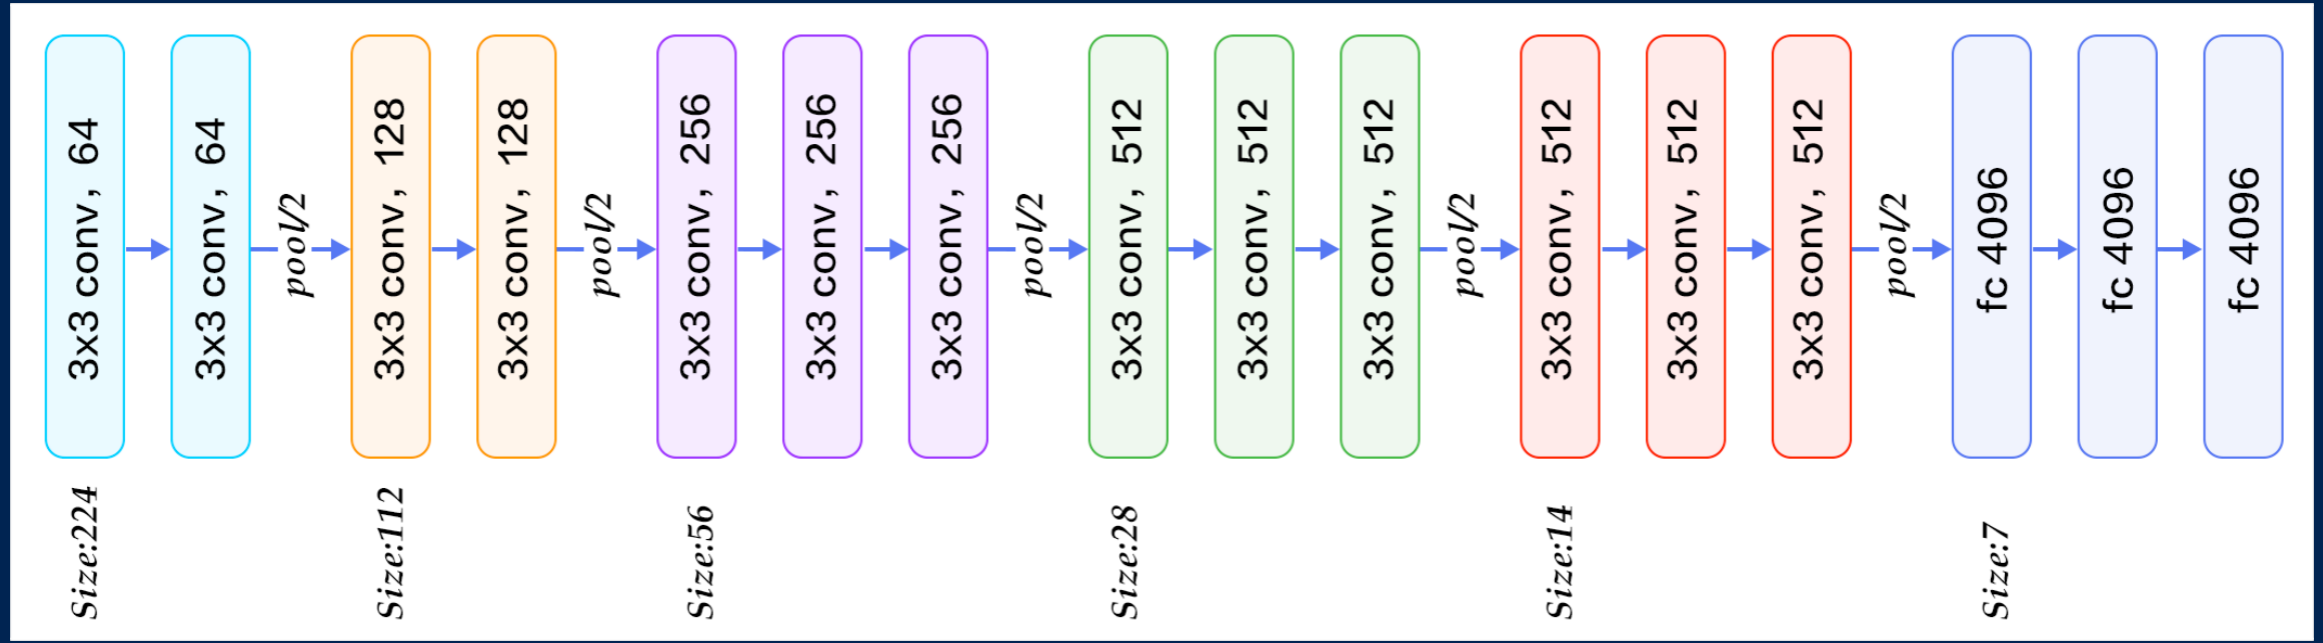 3x3 conv, 64
3x3 conv, 64
pool/2
3x3 conv, 128
3x3 conv, 128
pool/2
3x3 conv, 256
3x3 conv, 256
3x3 conv, 256
pool/2
3x3 conv, 512
3x3 conv, 512
3x3 conv, 512
pool/2
3x3 conv, 512
3x3 conv, 512
3x3 conv, 512
pool/2
fc 4096
fc 4096
fc 4096
Size:224
Size:112
Size:56
Size:28
Size:14
Size:7